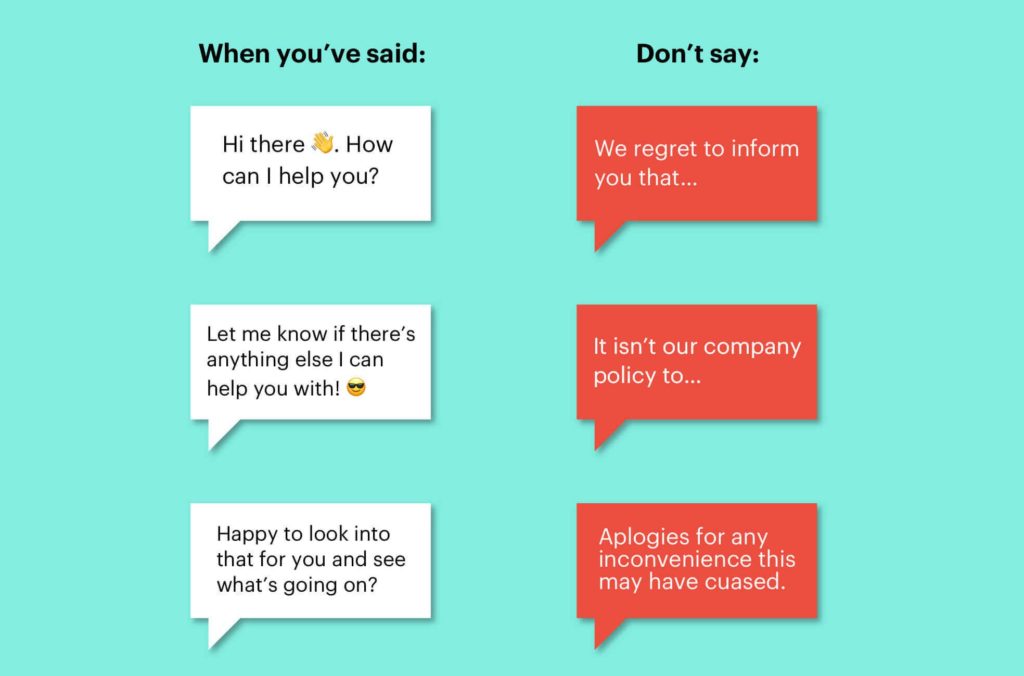 When you’ve said:
Don’t say:
Hi there 👋. How
can I help you?
We regret to inform
you that...
Let me know if there’s
anything else I can
help you with! 😎
It isn’t our company
policy to...
Happy to look into
that for you and see
what’s going on?
Aplogies for any
inconvenience this
may have cuased.